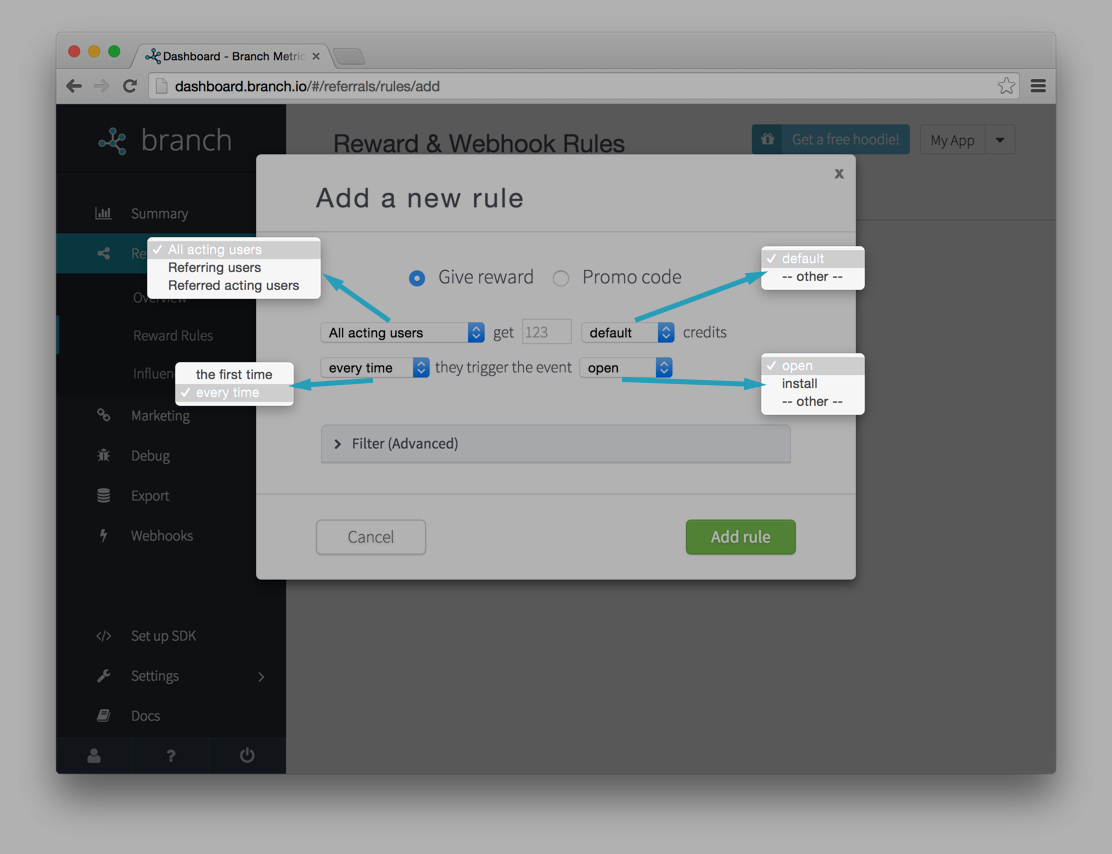 Dashboard - Branch Metric
dashboard.branch.io/#/referrals/rules/add
branch
Reward & Webhook Rules
Get a free hoodie!
My App
x
Add a new rule
Summary
✓ All acting users
Referring users
Referred acting users
Overview
Reward Rules
Influen
the first time
✓ every time
Marketing
Debug
Export
Webhooks
Set up SDK
Settings
Docs
?
Give reward
Promo code
✓ default
-- other --
All acting users get 123 default credits
every time they trigger the event open
✓ open
install
-- other --
Filter (Advanced)
Cancel
Add rule